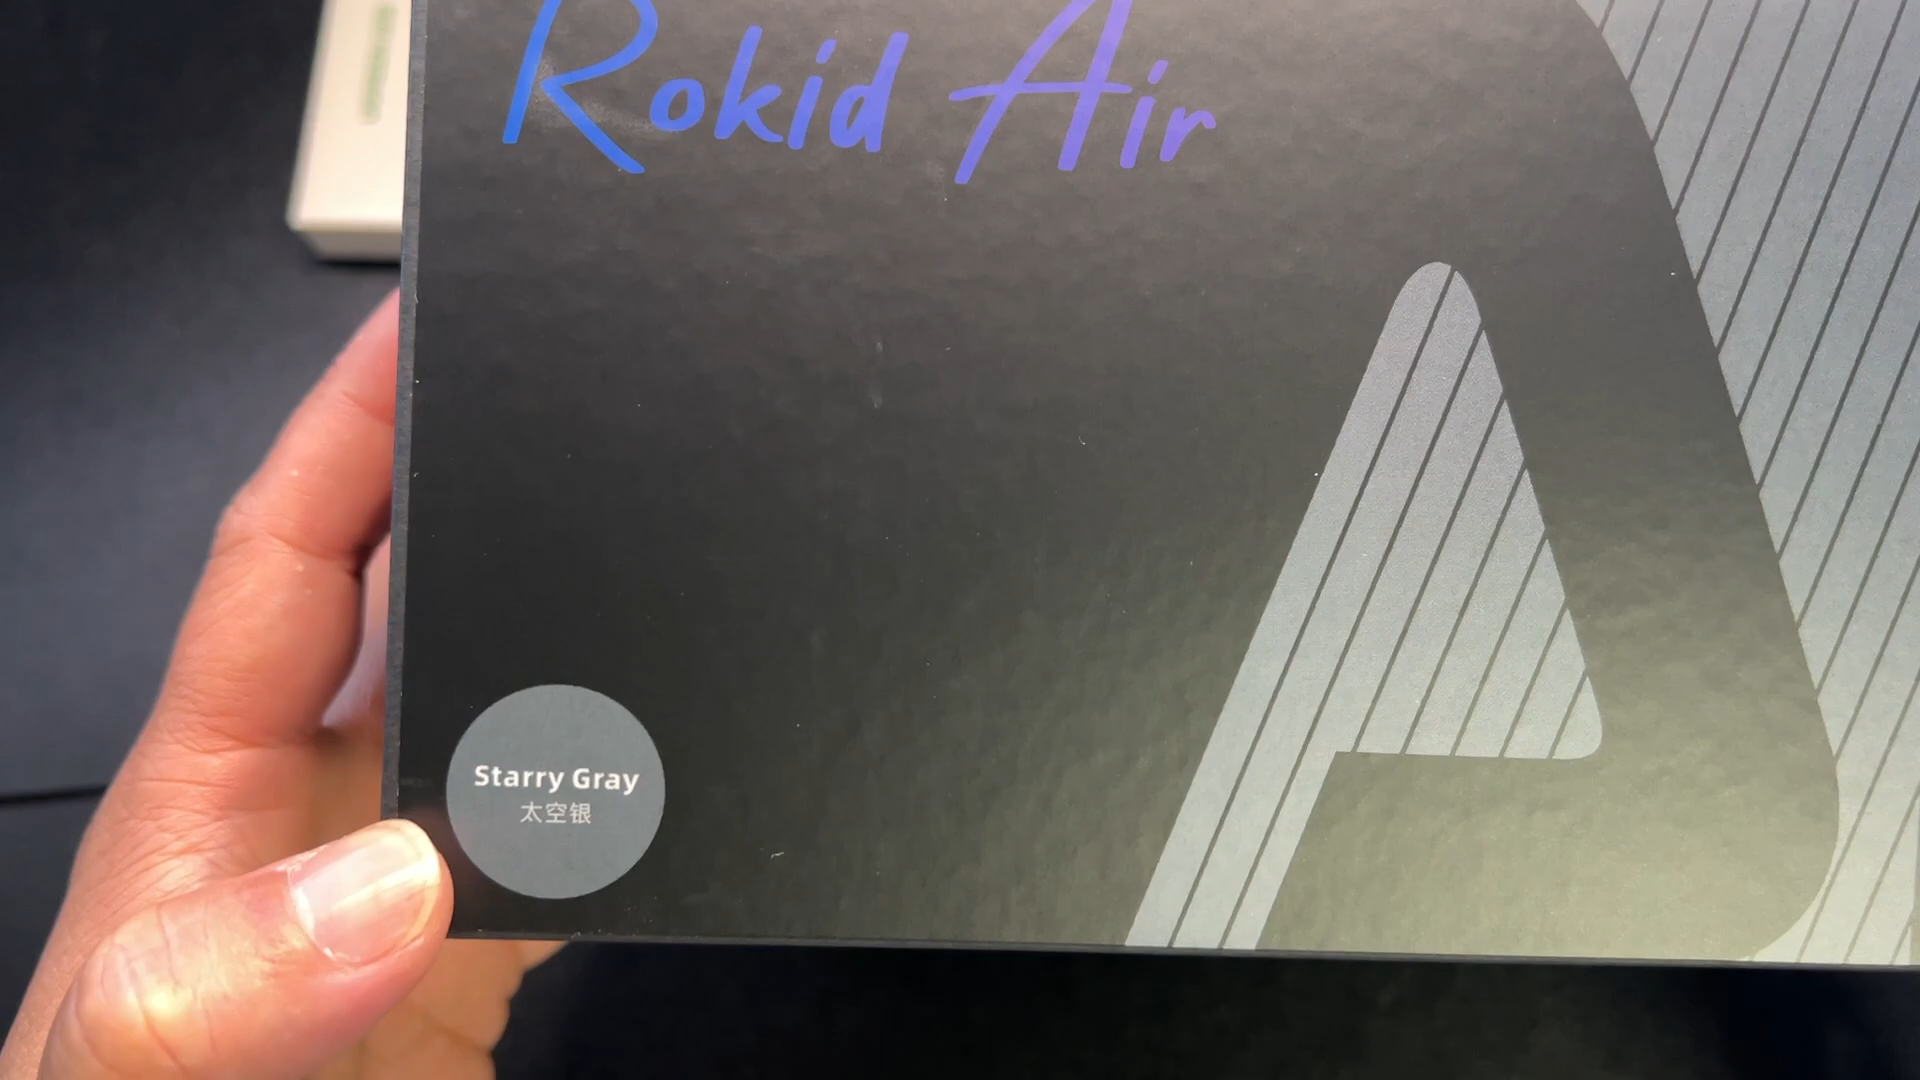 Rokid Air
Starry Gray
太空银